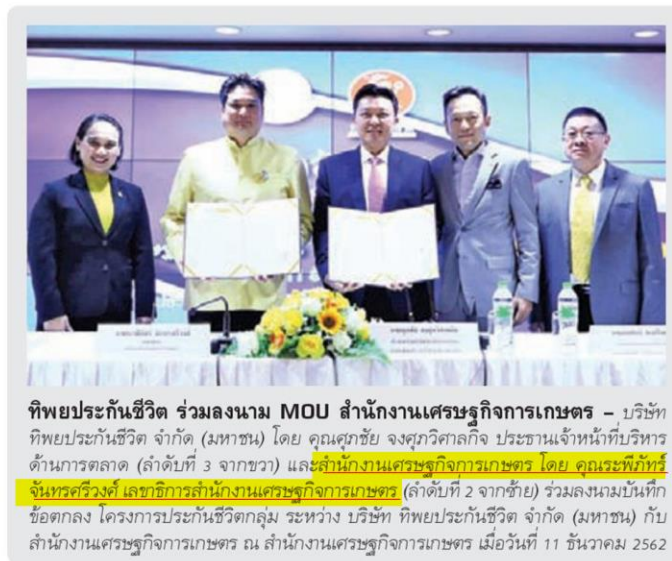 ทิพยประกันชีวิต ร่วมลงนาม MOU สำนักงานเศรษฐกิจการเกษตร – บริษัท
ทิพยประกันชีวิต จำกัด (มหาชน) โดย คุณศุภชัย จงศุภวิศาลกิจ ประธานเจ้าหน้าที่บริหาร
ด้านการตลาด (ลำดับที่ 3 จากขวา) และสำนักงานเศรษฐกิจการเกษตร โดย คุณระพีภัทร์
จันทรศรีวงศ์ เลขาธิการสำนักงานเศรษฐกิจการเกษตร (ลำดับที่ 2 จากซ้าย) ร่วมลงนามบันทึก
ข้อตกลง โครงการประกันชีวิตกลุ่ม ระหว่าง บริษัท ทิพยประกันชีวิต จำกัด (มหาชน) กับ
สำนักงานเศรษฐกิจการเกษตร ณ สำนักงานเศรษฐกิจการเกษตร เมื่อวันที่ 11 ธันวาคม 2562